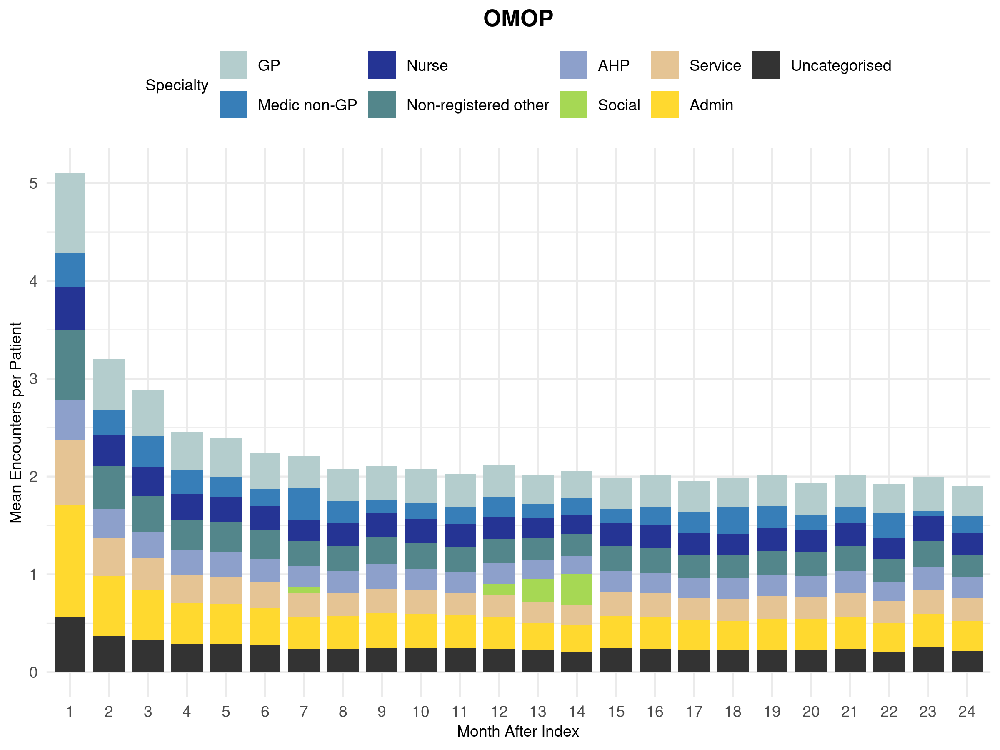 OMOP
Specialty
GP
Nurse
AHP
Service
Uncategorised
Medic non-GP
Non-registered other
Social
Admin
Mean Encounters per Patient
5
4
3
2
1
0
1 2 3 4 5 6 7 8 9 10 11 12 13 14 15 16 17 18 19 20 21 22 23 24
Month After Index